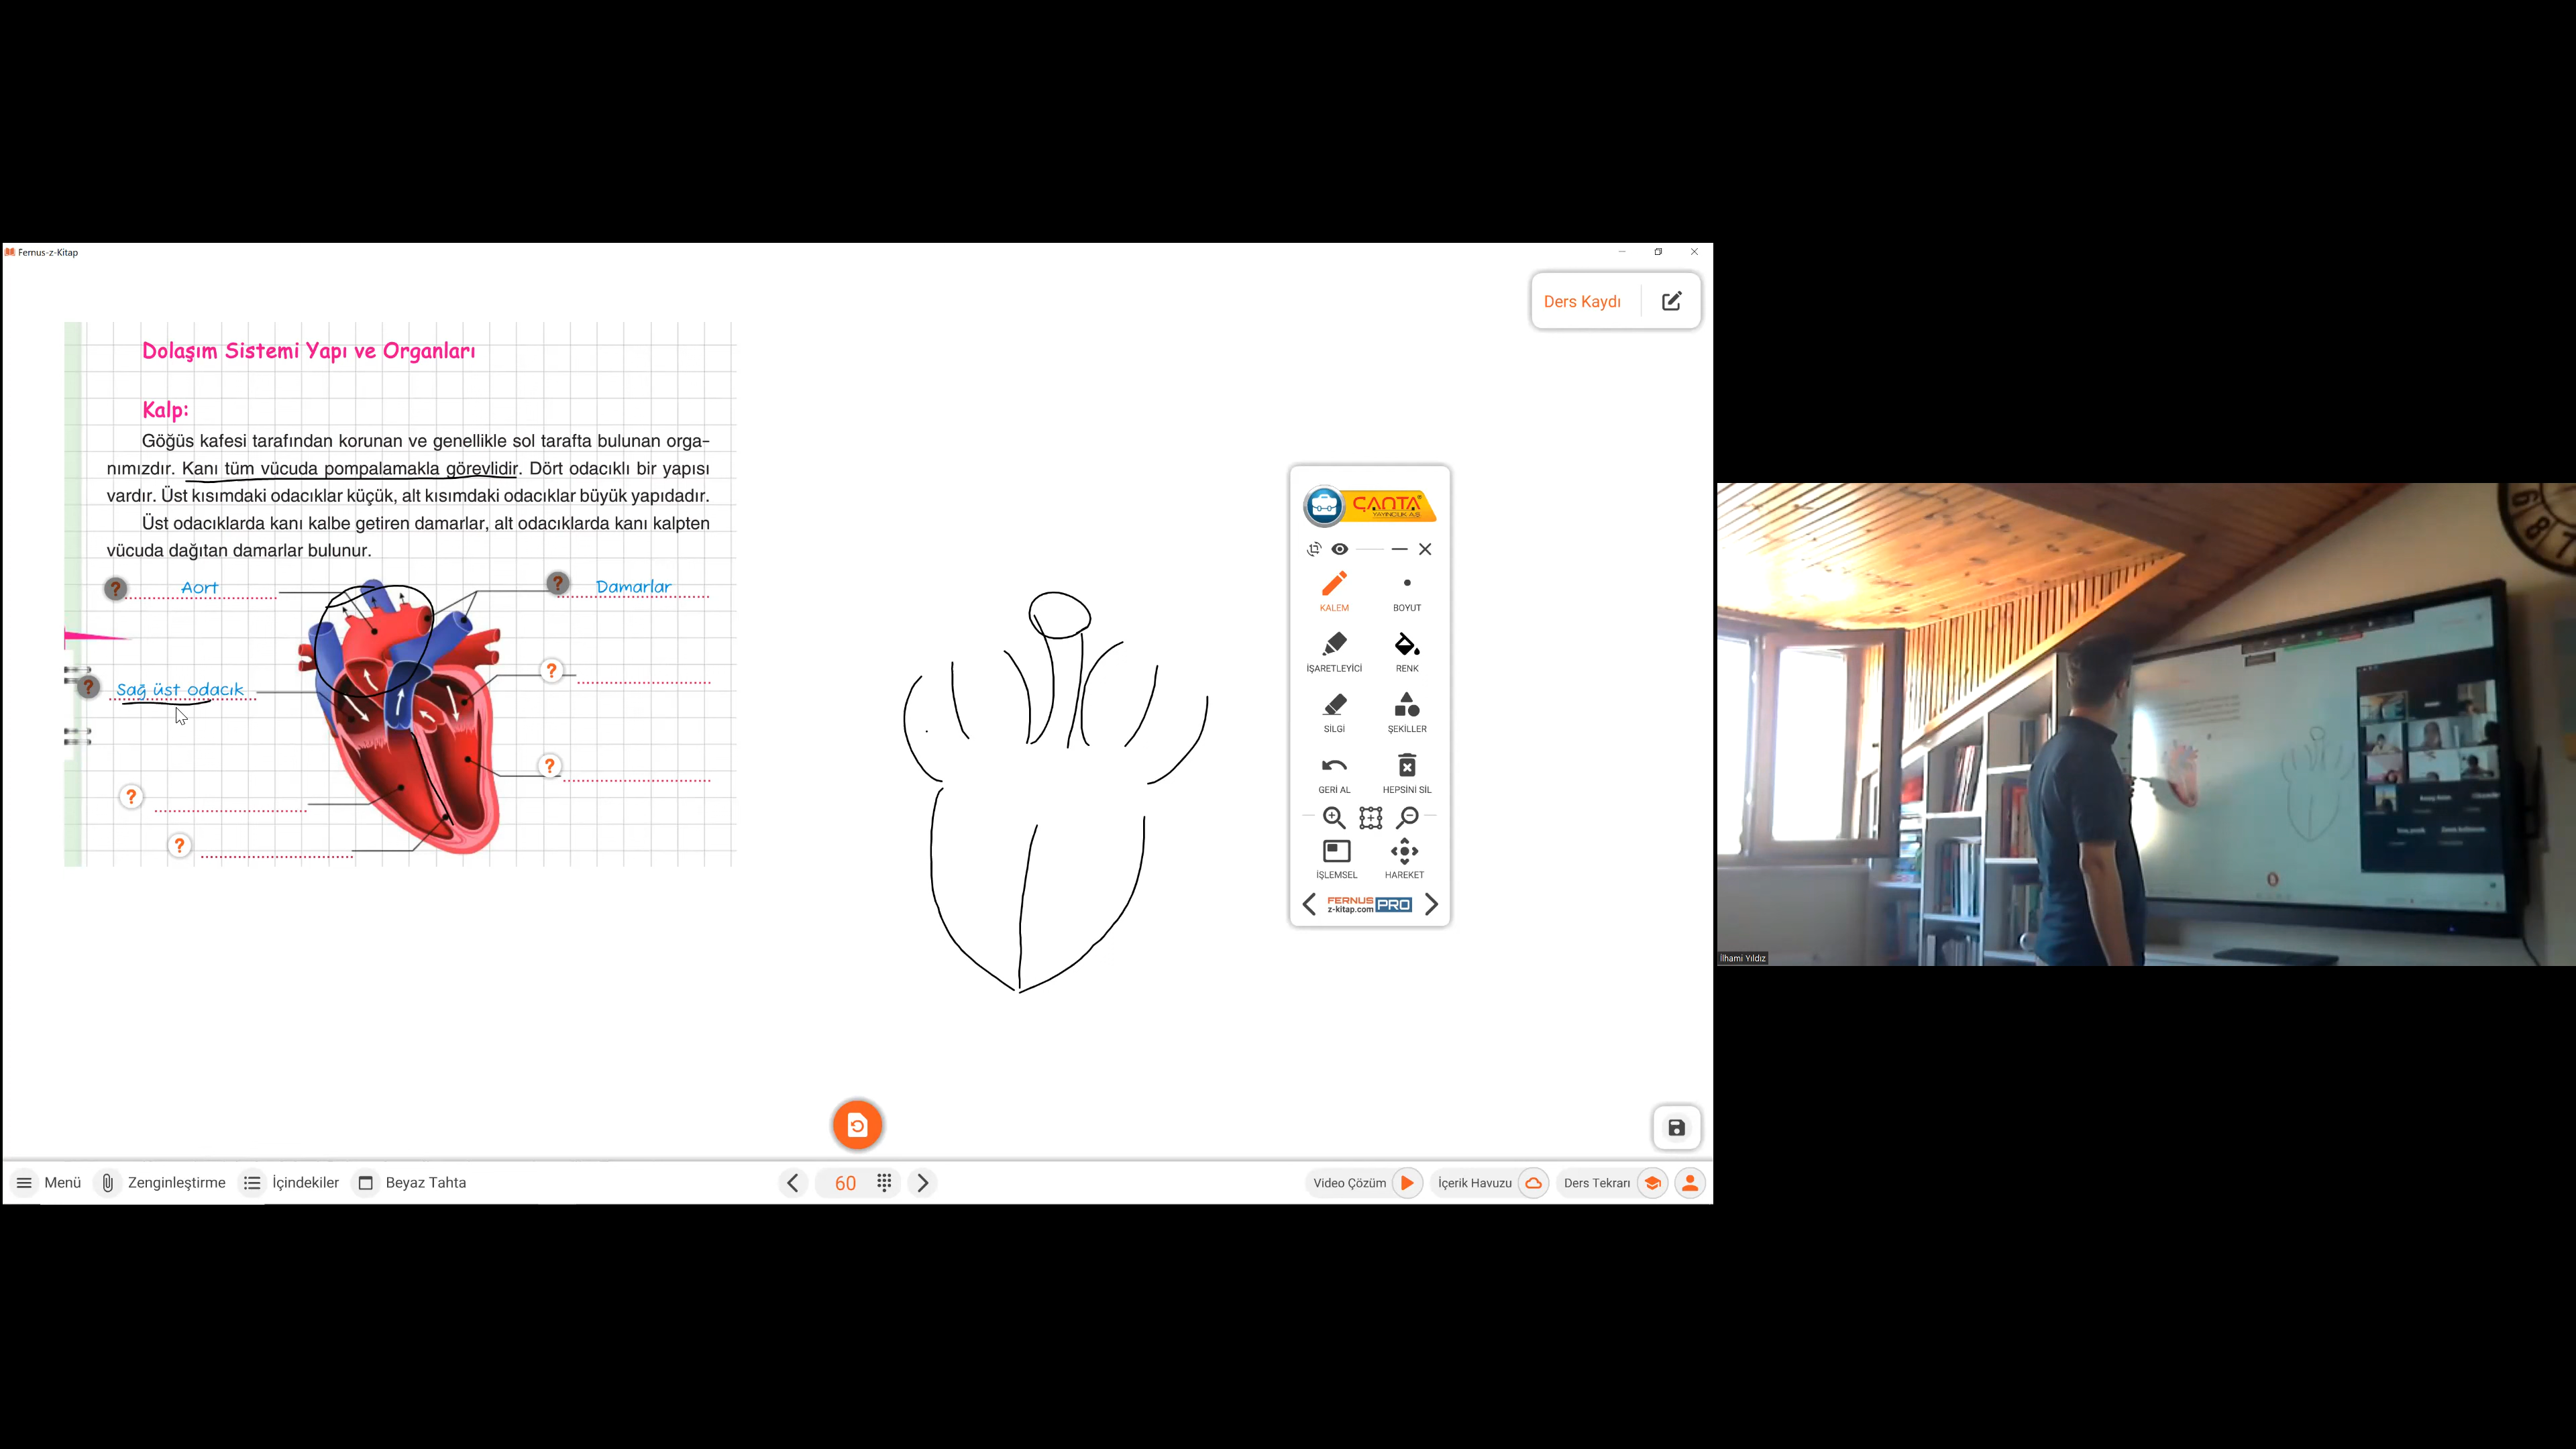 Fernus-z-Kitap
Ders Kaydı
Dolaşım Sistemi Yapı ve Organları
Kalp:
Göğüs kafesi tarafından korunan ve genellikle sol tarafta bulunan orga-
nımızdır. Kanı tüm vücuda pompalamakla görevlidir. Dört odacıklı bir yapısı
vardır. Üst kısımdaki odacıklar küçük, alt kısımdaki odacıklar büyük yapıdadır.
Üst odacıklarda kanı kalbe getiren damarlar, alt odacıklarda kanı kalpten
vücuda dağıtan damarlar bulunur.
? Aort
? Damarlar
?
? Sağ üst odacık
?
?
?
ÇANTA
YAYINCILIK A.Ş.
KALEM BOYUT
İŞARETLEYİCİ RENK
SİLGİ ŞEKİLLER
GERİ AL HEPSİNİ SİL
İŞLEMSEL HAREKET
FERNUS PRO
z-kitap.com
İlhami Yıldız
6 8 7
Menü Zenginleştirme İçindekiler Beyaz Tahta 60 Video Çözüm İçerik Havuzu Ders Tekrarı